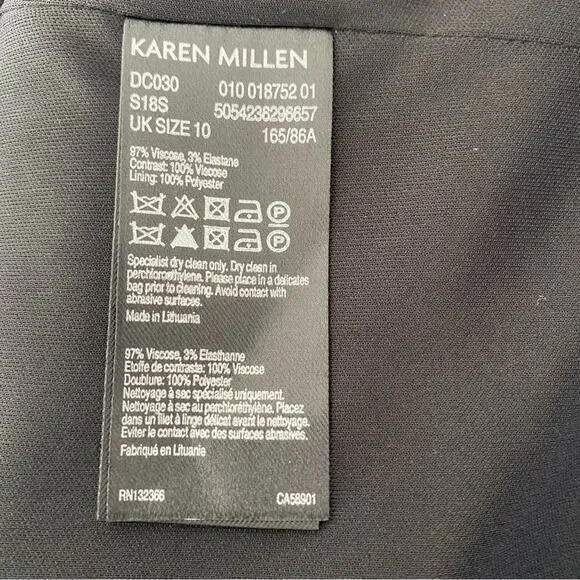 KAREN MILLEN
DC030 010 018752 01
S18S 5054236296657
UK SIZE 10 165/86A
97% Viscose, 3% Elastane
Contrast: 100% Viscose
Lining: 100% Polyester
P
P
Specialist dry clean only. Dry clean in
perchloroethylene. Please place in a delicates
bag prior to cleaning. Avoid contact with
abrasive surfaces.
Made in Lithuania
97% Viscose, 3% Elasthanne
Etoffe de contraste: 100% Viscose
Doublure: 100% Polyester
Nettoyage à sec spécialisé uniquement.
Nettoyage à sec au perchloréthylène. Placez
dans un filet à linge délicat avant le nettoyage.
Eviter le contact avec des surfaces abrasives.
Fabriqué en Lituanie
RN132366 CA58901